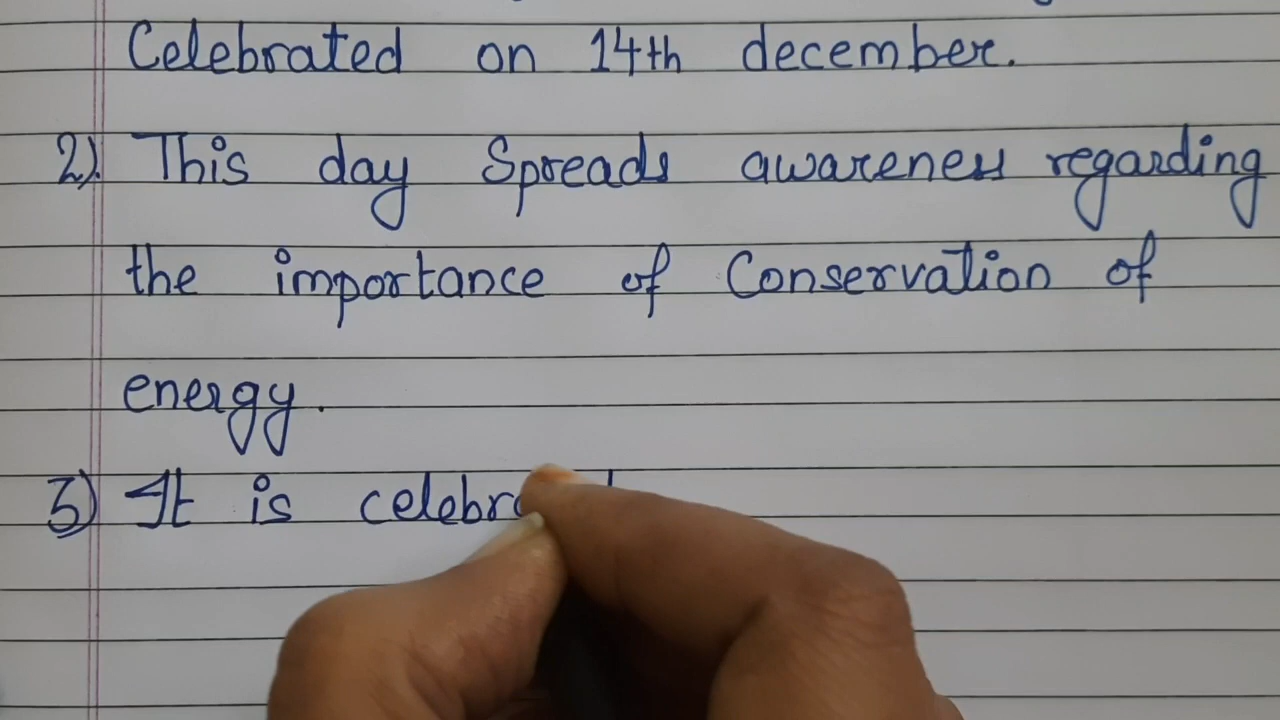 Celebrated on 14th december.
2). This day Spreads awareness regarding
the importance of Conservation of
energy.
3) It is